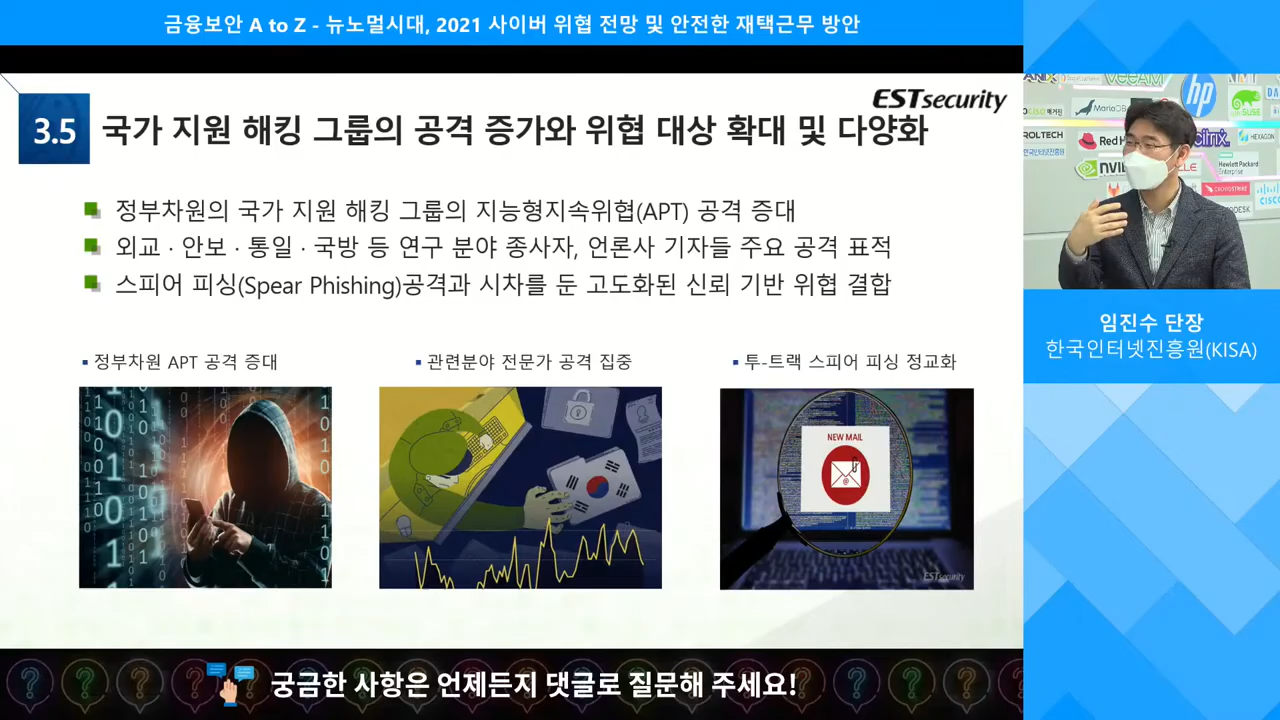 금융보안 A to Z - 뉴노멀시대, 2021 사이버 위협 전망 및 안전한 재택근무 방안
ESTsecurity
3.5 국가 지원 해킹 그룹의 공격 증가와 위협 대상 확대 및 다양화
정부차원의 국가 지원 해킹 그룹의 지능형지속위협(APT) 공격 증대
외교 · 안보 · 통일 · 국방 등 연구 분야 종사자, 언론사 기자들 주요 공격 표적
스피어 피싱(Spear Phishing)공격과 시차를 둔 고도화된 신뢰 기반 위협 결합
정부차원 APT 공격 증대
관련분야 전문가 공격 집중
투-트랙 스피어 피싱 정교화
NEW MAIL
ESTsecurity
VEEAM
hp
MariaDB
SUSE
HEXAGON
Hewlett Packard
Enterprise
CROWDSTRIKE
임진수 단장
한국인터넷진흥원(KISA)
궁금한 사항은 언제든지 댓글로 질문해 주세요!